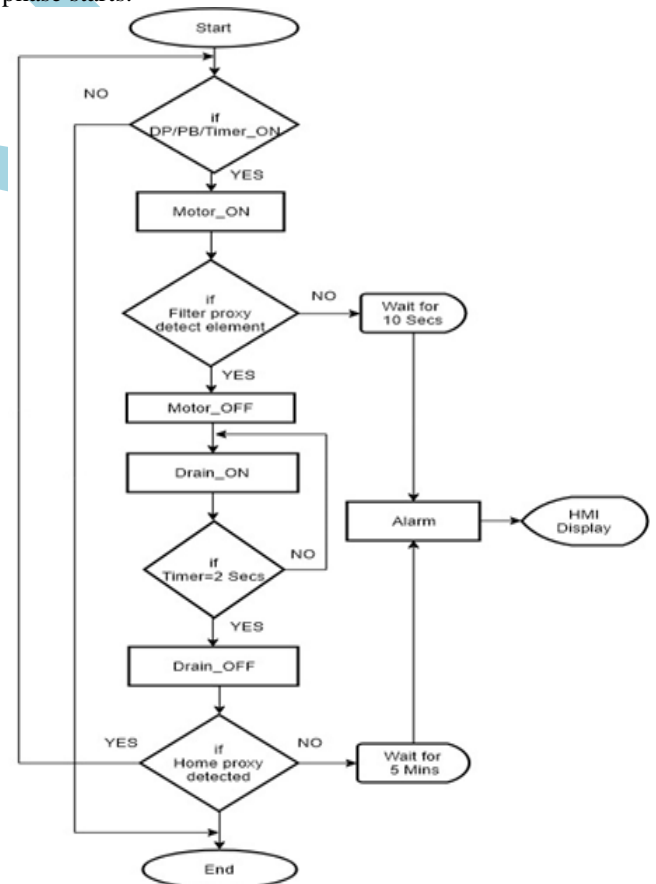 phase starts.
Start
NO
if
DP/PB/Timer_ON
YES
Motor_ON
if
Filter proxy
detect element
NO
Wait for
10 Secs
YES
Motor_OFF
Drain_ON
Alarm
HMI
Display
if
Timer=2 Secs
NO
YES
Drain_OFF
YES
if
Home proxy
detected
NO
Wait for
5 Mins
End